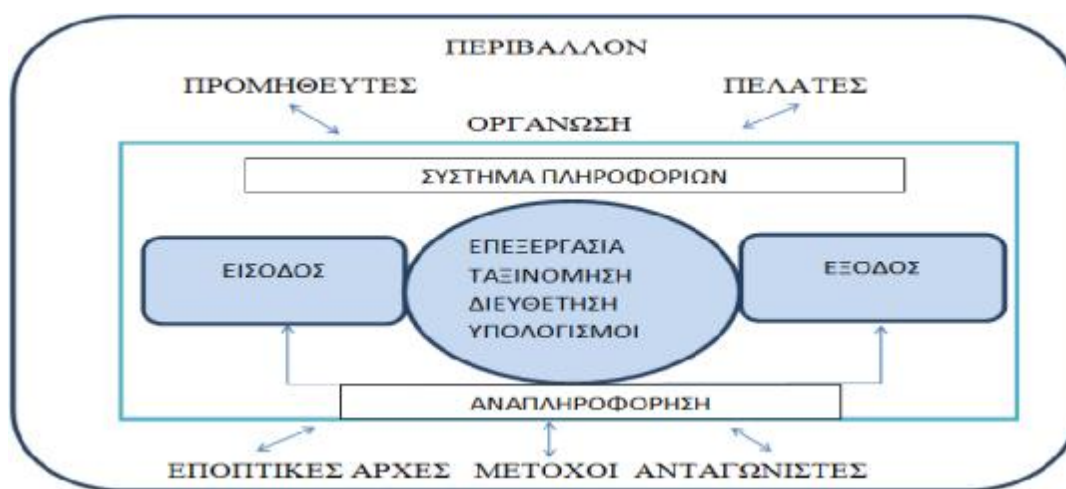 ΠΕΡΙΒΑΛΛΟΝ
ΠΡΟΜΗΘΕΥΤΕΣ
ΠΕΛΑΤΕΣ
ΟΡΓΑΝΩΣΗ
ΣΥΣΤΗΜΑ ΠΛΗΡΟΦΟΡΙΩΝ
ΕΙΣΟΔΟΣ
ΕΠΕΞΕΡΓΑΣΙΑ
ΤΑΞΙΝΟΜΗΣΗ
ΔΙΕΥΘΕΤΗΣΗ
ΥΠΟΛΟΓΙΣΜΟΙ
ΕΞΟΔΟΣ
ΑΝΑΠΛΗΡΟΦΟΡΗΣΗ
ΕΠΟΠΤΙΚΕΣ ΑΡΧΕΣ ΜΕΤΟΧΟΙ ΑΝΤΑΓΩΝΙΣΤΕΣ